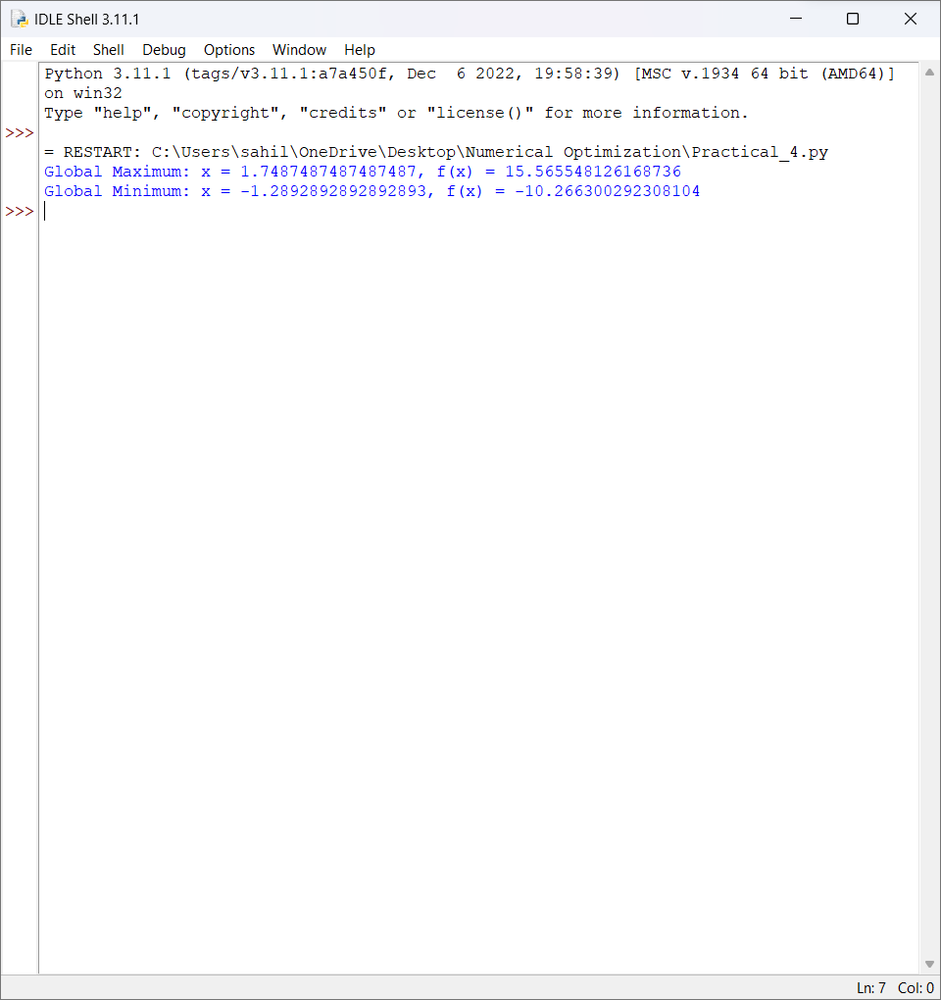 IDLE Shell 3.11.1
File Edit Shell Debug Options Window Help
Python 3.11.1 (tags/v3.11.1:a7a450f, Dec  6 2022, 19:58:39) [MSC v.1934 64 bit (AMD64)]
on win32
Type "help", "copyright", "credits" or "license()" for more information.
>>>
= RESTART: C:\Users\sahil\OneDrive\Desktop\Numerical Optimization\Practical_4.py
Global Maximum: x = 1.7487487487487487, f(x) = 15.565548126168736
Global Minimum: x = -1.2892892892892893, f(x) = -10.266300292308104
>>>
Ln: 7 Col: 0